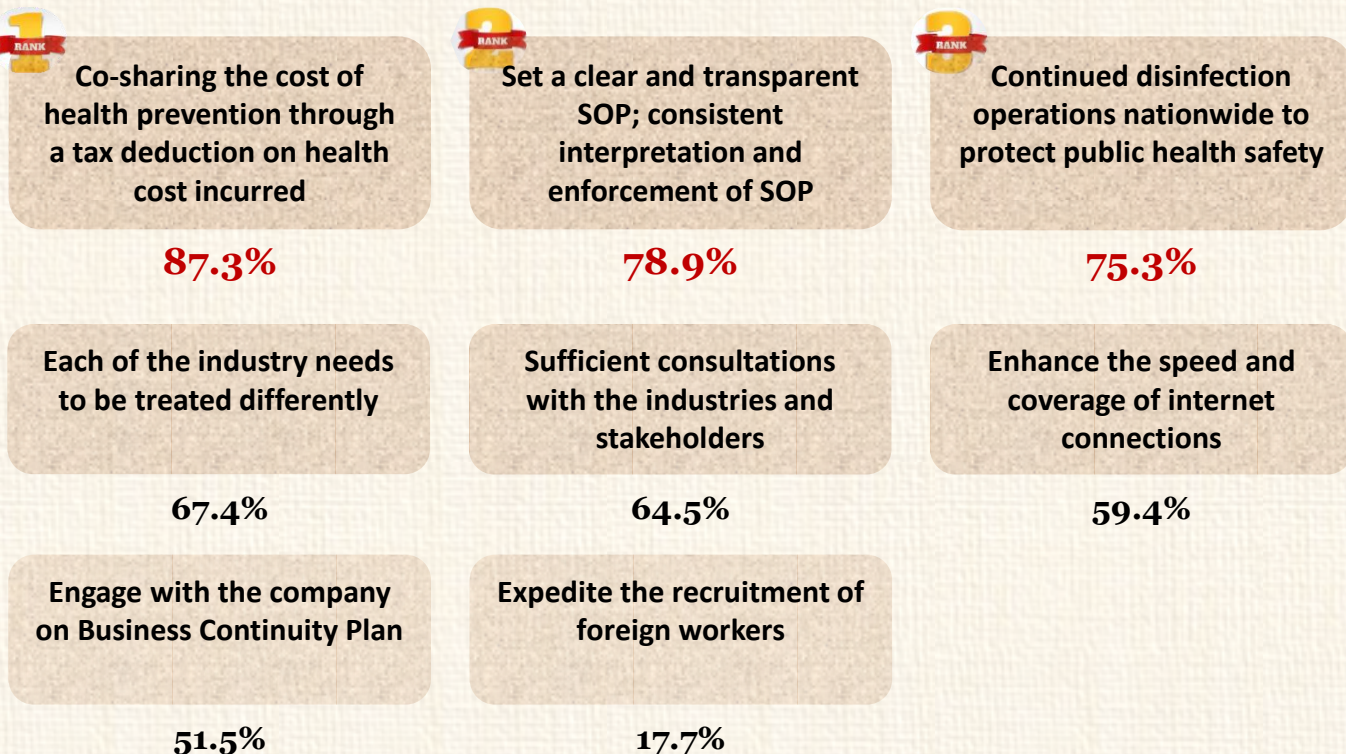 1
RANK
Co-sharing the cost of
health prevention through
a tax deduction on health
cost incurred
87.3%
2
RANK
Set a clear and transparent
SOP; consistent
interpretation and
enforcement of SOP
78.9%
3
RANK
Continued disinfection
operations nationwide to
protect public health safety
75.3%
Each of the industry needs
to be treated differently
67.4%
Sufficient consultations
with the industries and
stakeholders
64.5%
Enhance the speed and
coverage of internet
connections
59.4%
Engage with the company
on Business Continuity Plan
51.5%
Expedite the recruitment of
foreign workers
17.7%